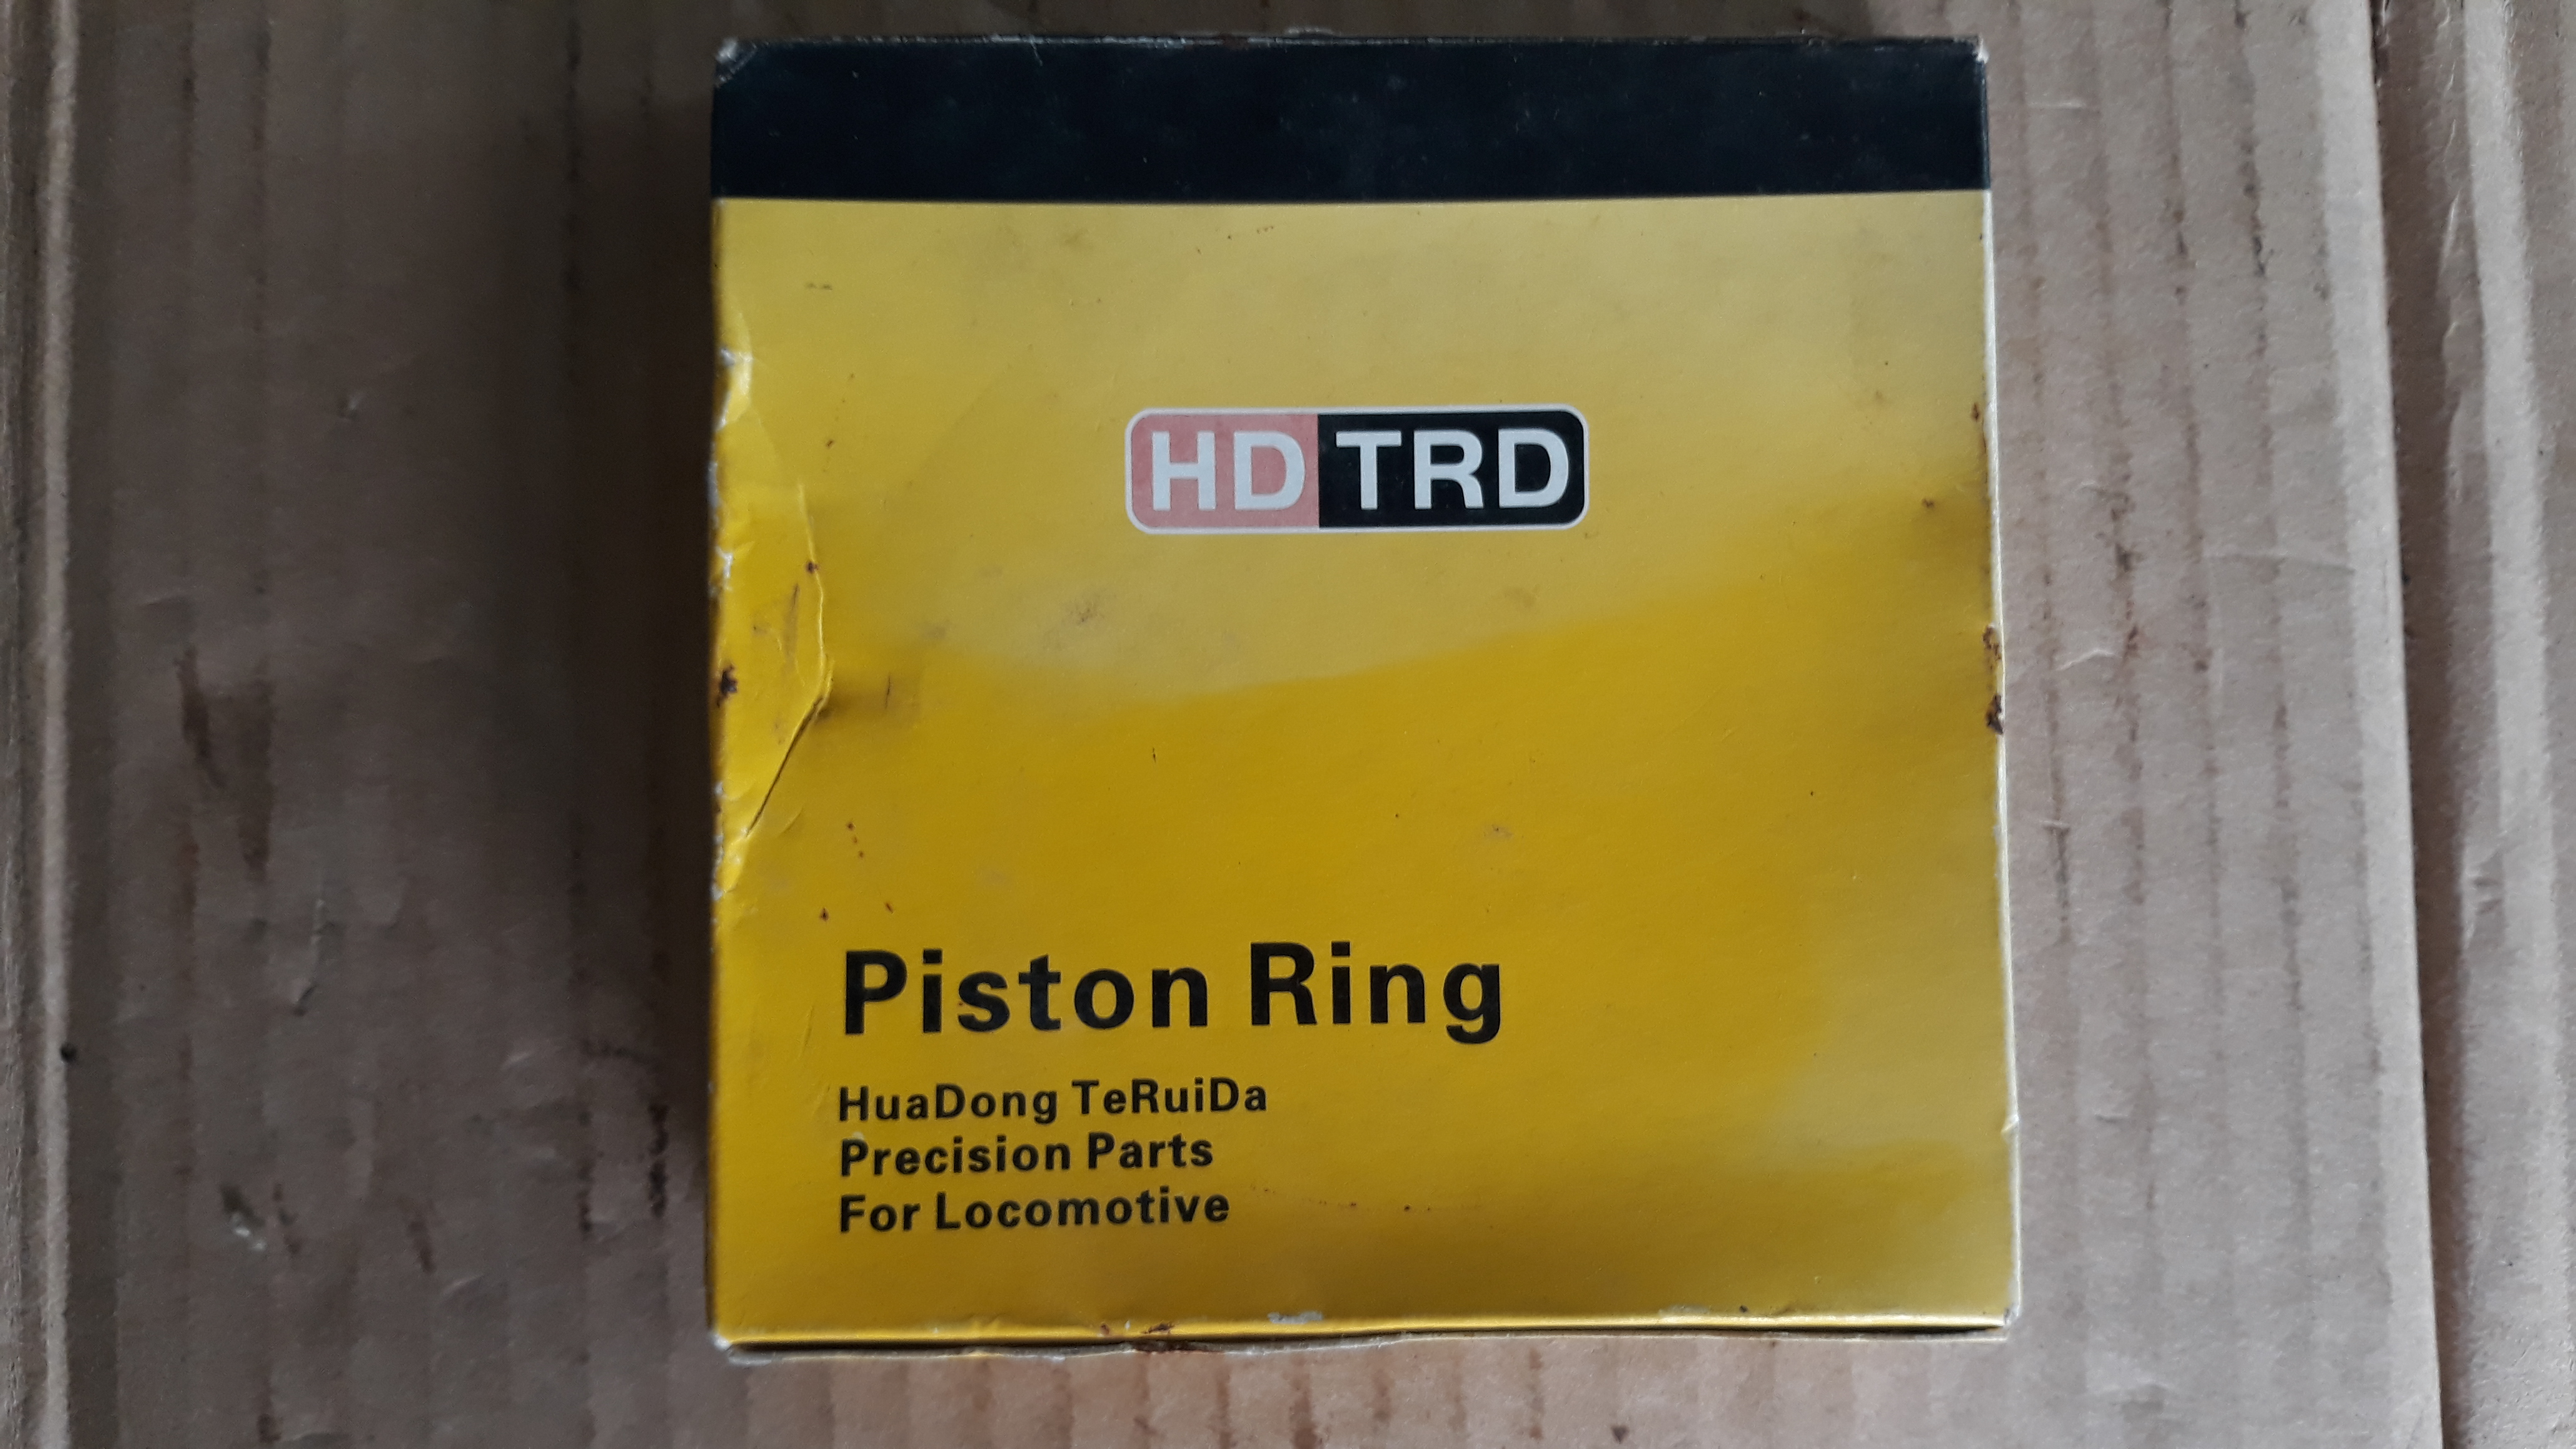 HD TRD
Piston Ring
HuaDong TeRuiDa
Precision Parts
For Locomotive